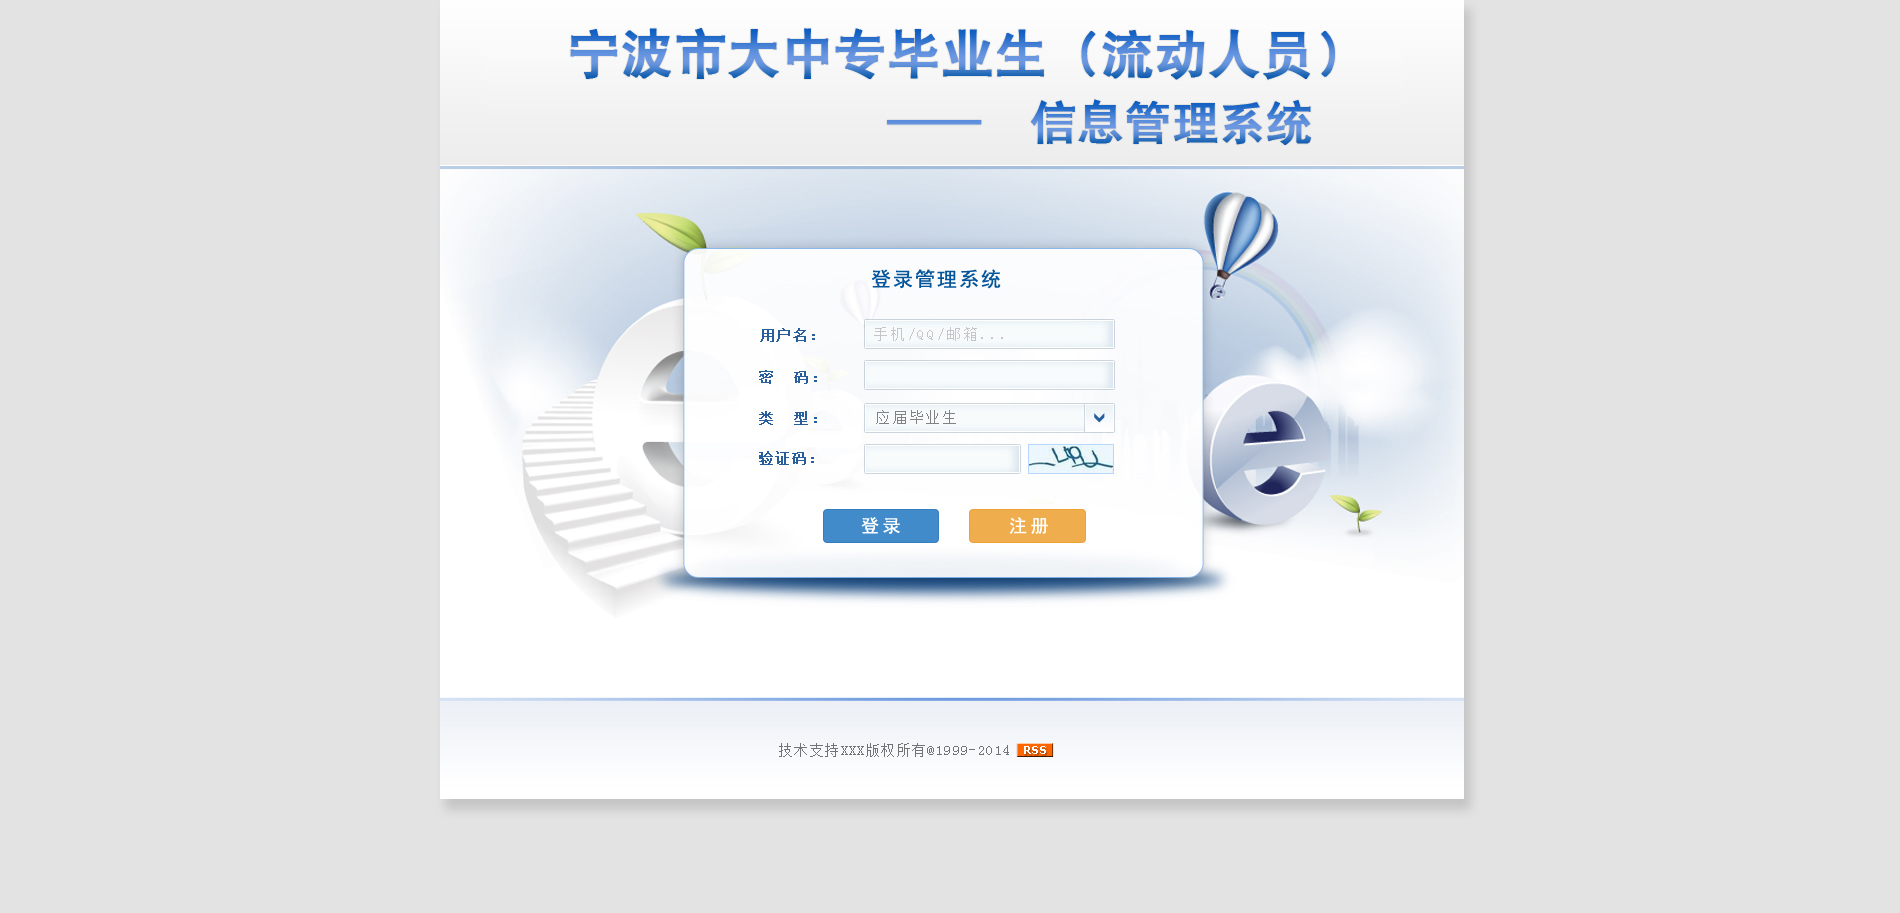 宁波市大中专毕业生（流动人员）
—— 信息管理系统
登录管理系统
用户名： 手机/QQ/邮箱...
密 码：
类 型： 应届毕业生
验证码：
登录 注册
技术支持XXX版权所有@1999-2014 RSS